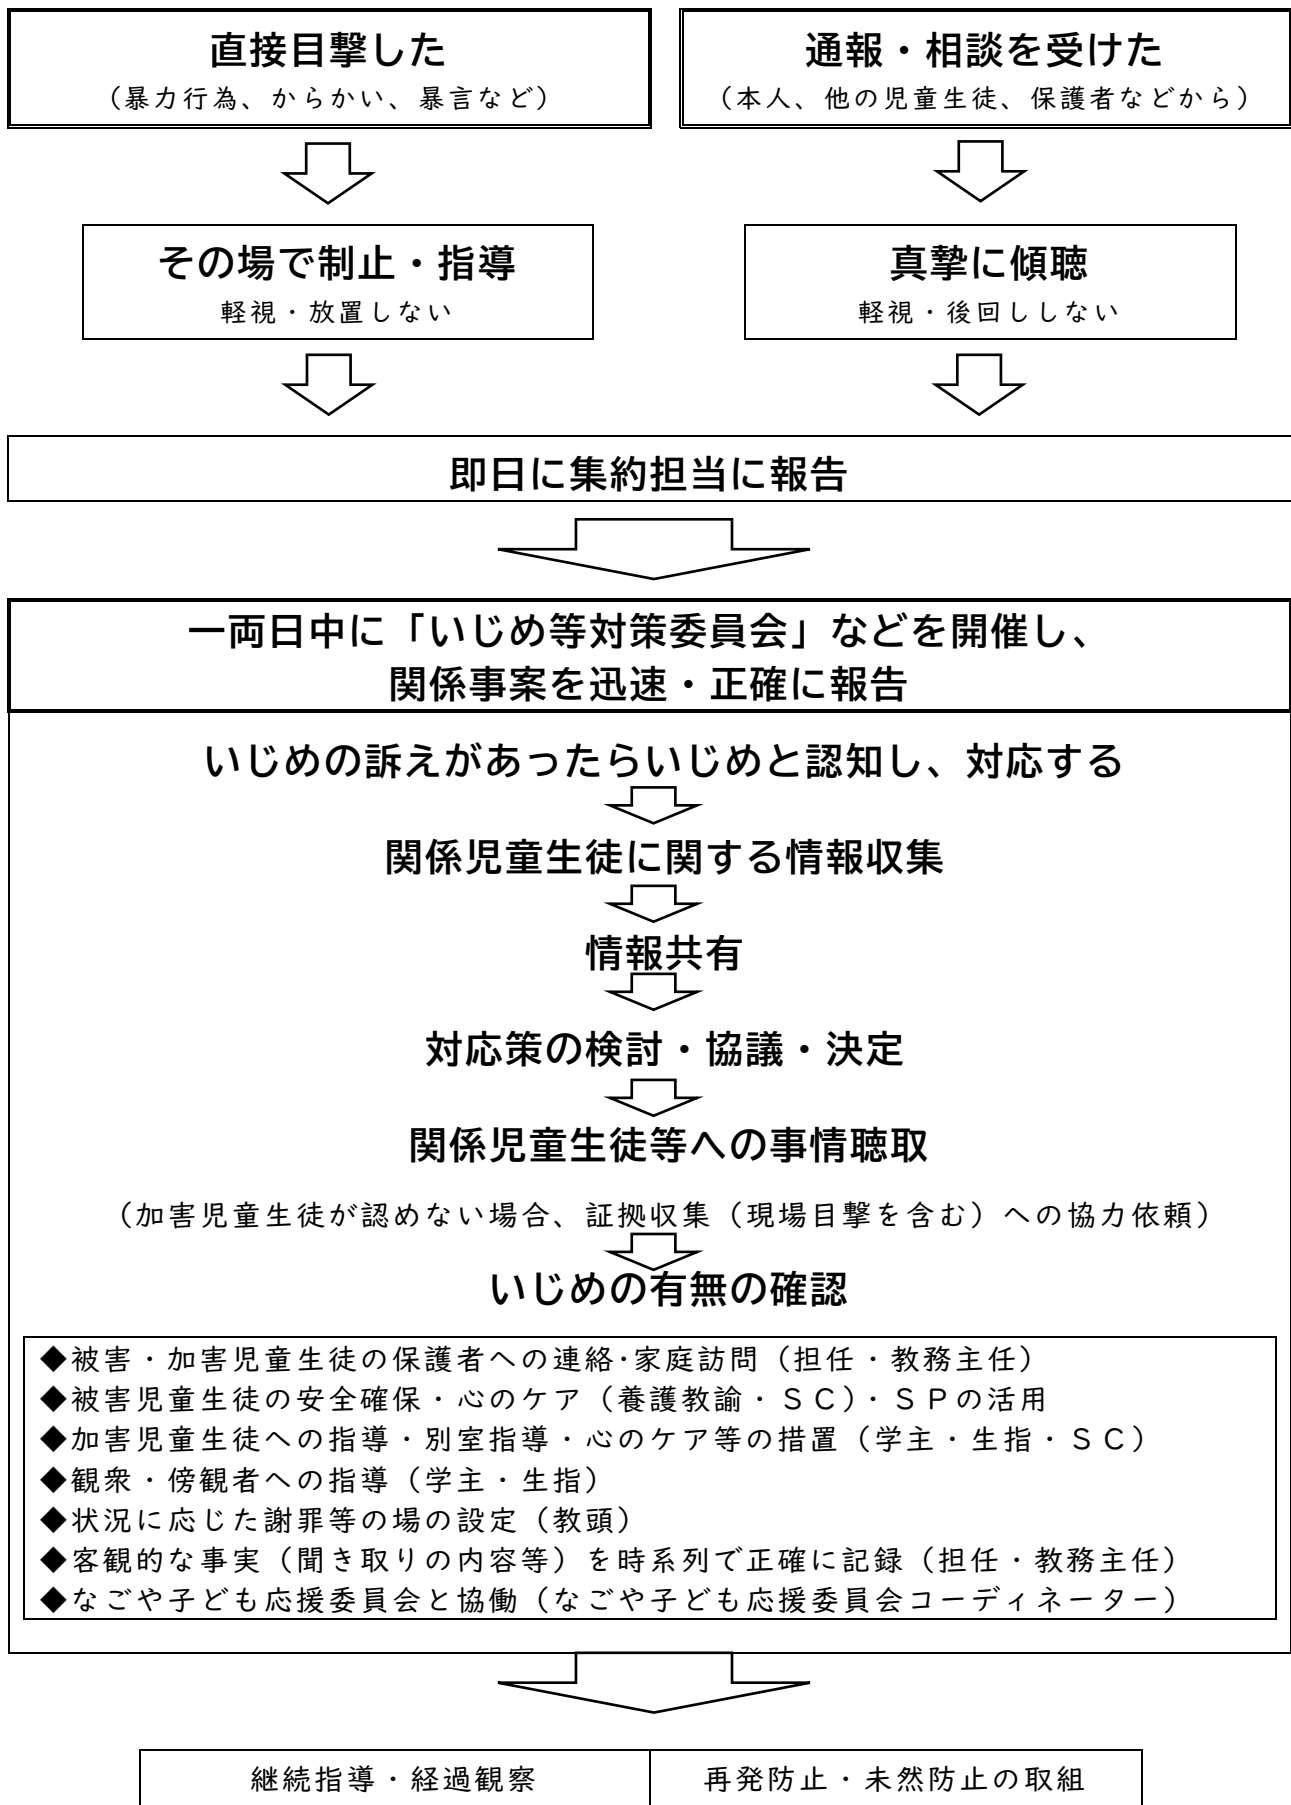 直接目撃した
（暴力行為、からかい、暴言など）
通報・相談を受けた
（本人、他の児童生徒、保護者などから）
その場で制止・指導
軽視・放置しない
真摯に傾聴
軽視・後回ししない
即日に集約担当に報告
一両日中に「いじめ等対策委員会」などを開催し、
関係事案を迅速・正確に報告
いじめの訴えがあったらいじめと認知し、対応する
関係児童生徒に関する情報収集
情報共有
対応策の検討・協議・決定
関係児童生徒等への事情聴取
（加害児童生徒が認めない場合、証拠収集（現場目撃を含む）への協力依頼）
いじめの有無の確認
◆被害・加害児童生徒の保護者への連絡･家庭訪問（担任・教務主任）
◆被害児童生徒の安全確保・心のケア（養護教諭・ＳＣ）・ＳＰの活用
◆加害児童生徒への指導・別室指導・心のケア等の措置（学主・生指・ＳＣ）
◆観衆・傍観者への指導（学主・生指）
◆状況に応じた謝罪等の場の設定（教頭）
◆客観的な事実（聞き取りの内容等）を時系列で正確に記録（担任・教務主任）
◆なごや子ども応援委員会と協働（なごや子ども応援委員会コーディネーター）
継続指導・経過観察
再発防止・未然防止の取組